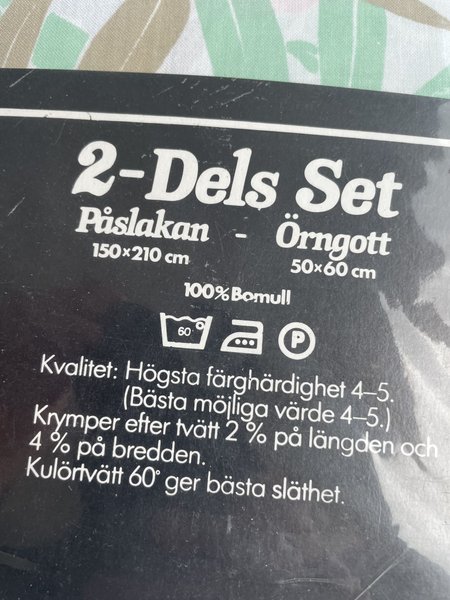 2-Dels Set
Påslakan - Örngott
150×210 cm 50×60 cm
100% Bomull
60° P
Kvalitet: Högsta färghärdighet 4–5.
(Bästa möjliga värde 4–5.)
Krymper efter tvätt 2 % på längden och
4 % på bredden.
Kulörtvätt 60° ger bästa släthet.